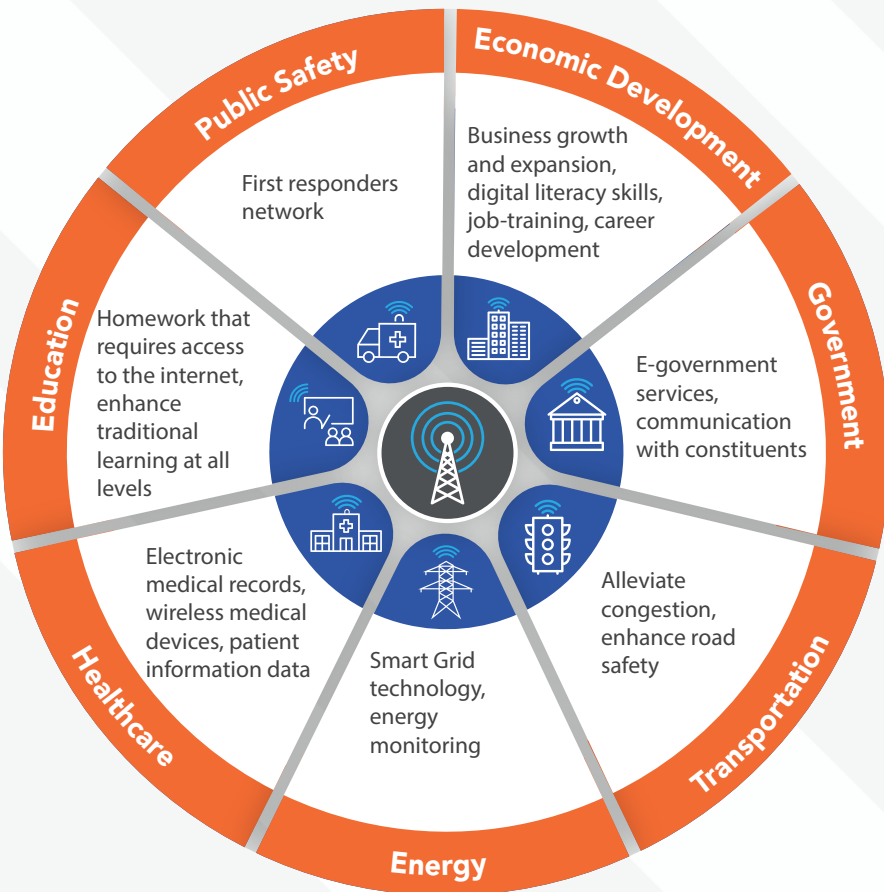 Public Safety
First responders
network
Economic Development
Business growth
and expansion,
digital literacy skills,
job-training, career
development
Government
E-government
services,
communication
with constituents
Transportation
Alleviate
congestion,
enhance road
safety
Energy
Smart Grid
technology,
energy
monitoring
Healthcare
Electronic
medical records,
wireless medical
devices, patient
information data
Education
Homework that
requires access
to the internet,
enhance
traditional
learning at all
levels